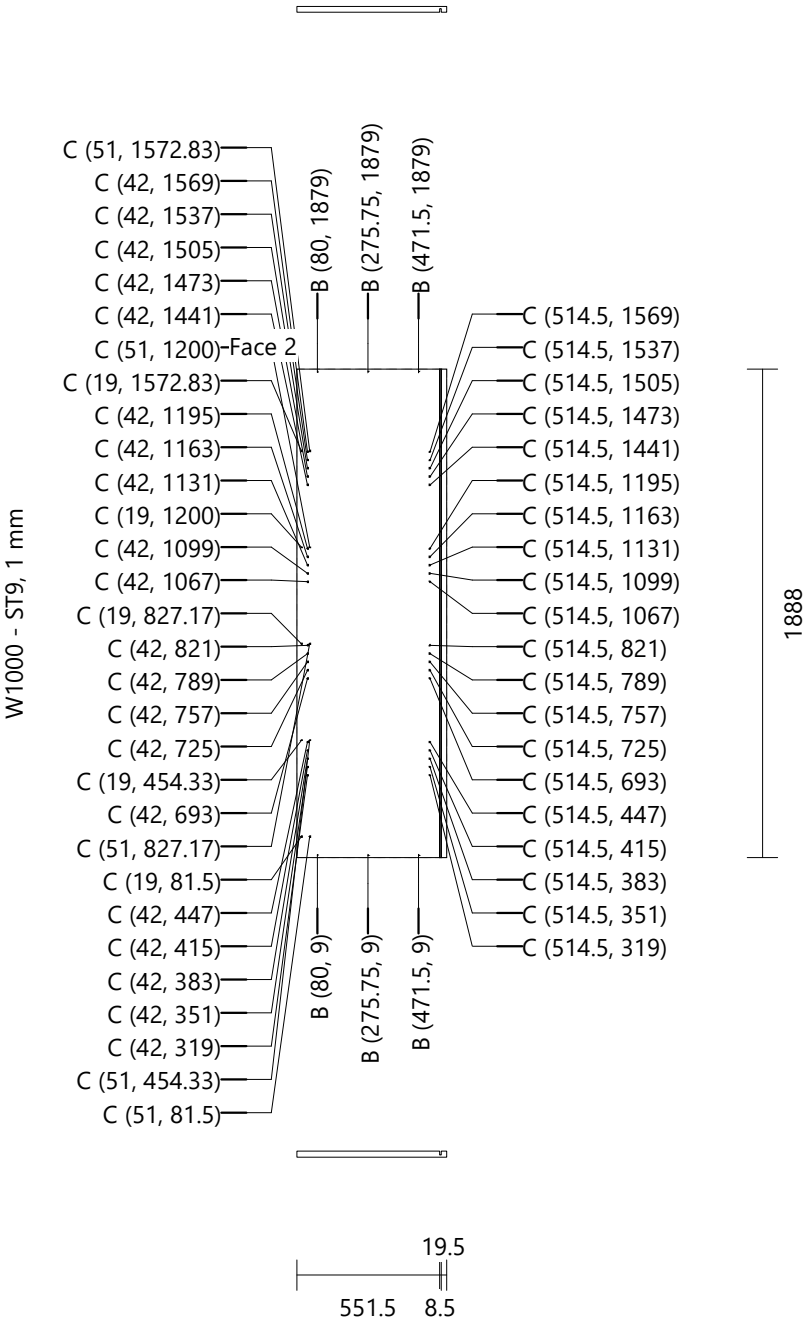 C (51, 1572.83)
C (42, 1569)
C (42, 1537)
C (42, 1505)
C (42, 1473)
C (42, 1441)
C (51, 1200)
Face 2
C (19, 1572.83)
C (42, 1195)
C (42, 1163)
C (42, 1131)
C (19, 1200)
C (42, 1099)
C (42, 1067)
C (19, 827.17)
C (42, 821)
C (42, 789)
C (42, 757)
C (42, 725)
C (19, 454.33)
C (42, 693)
C (51, 827.17)
C (19, 81.5)
C (42, 447)
C (42, 415)
C (42, 383)
C (42, 351)
C (42, 319)
C (51, 454.33)
C (51, 81.5)
B (80, 1879)
B (275.75, 1879)
B (471.5, 1879)
C (514.5, 1569)
C (514.5, 1537)
C (514.5, 1505)
C (514.5, 1473)
C (514.5, 1441)
C (514.5, 1195)
C (514.5, 1163)
C (514.5, 1131)
C (514.5, 1099)
C (514.5, 1067)
C (514.5, 821)
C (514.5, 789)
C (514.5, 757)
C (514.5, 725)
C (514.5, 693)
C (514.5, 447)
C (514.5, 415)
C (514.5, 383)
C (514.5, 351)
C (514.5, 319)
B (80, 9)
B (275.75, 9)
B (471.5, 9)
W1000 - ST9, 1 mm
1888
19.5
551.5
8.5